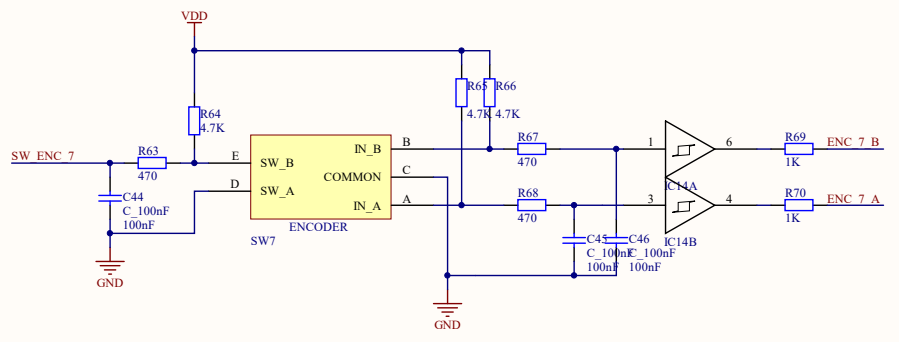 VDD
R65
R66
4.7K
4.7K
R64
4.7K
SW_ENC_7
R63
470
E
SW_B
D
SW_A
IN_B
B
COMMON
C
IN_A
A
ENCODER
SW7
C44
C_100nF
100nF
GND
R67
470
R68
470
1
6
IC14A
3
4
IC14B
R69
1K
ENC_7_B
R70
1K
ENC_7_A
C45
C_100nF
100nF
C46
C_100nF
100nF
GND